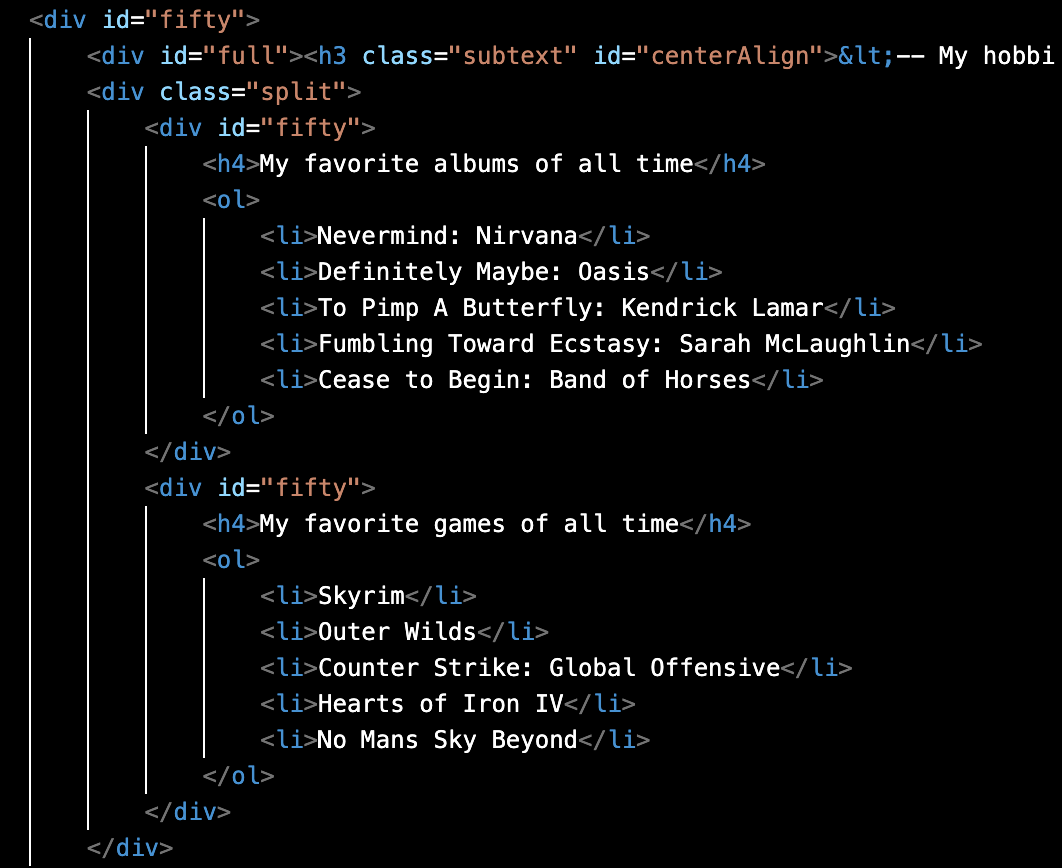 <div id="fifty">
<div id="full"><h3 class="subtext" id="centerAlign">&lt;-- My hobbi
<div class="split">
<div id="fifty">
<h4>My favorite albums of all time</h4>
<ol>
<li>Nevermind: Nirvana</li>
<li>Definitely Maybe: Oasis</li>
<li>To Pimp A Butterfly: Kendrick Lamar</li>
<li>Fumbling Toward Ecstasy: Sarah McLaughlin</li>
<li>Cease to Begin: Band of Horses</li>
</ol>
</div>
<div id="fifty">
<h4>My favorite games of all time</h4>
<ol>
<li>Skyrim</li>
<li>Outer Wilds</li>
<li>Counter Strike: Global Offensive</li>
<li>Hearts of Iron IV</li>
<li>No Mans Sky Beyond</li>
</ol>
</div>
</div>